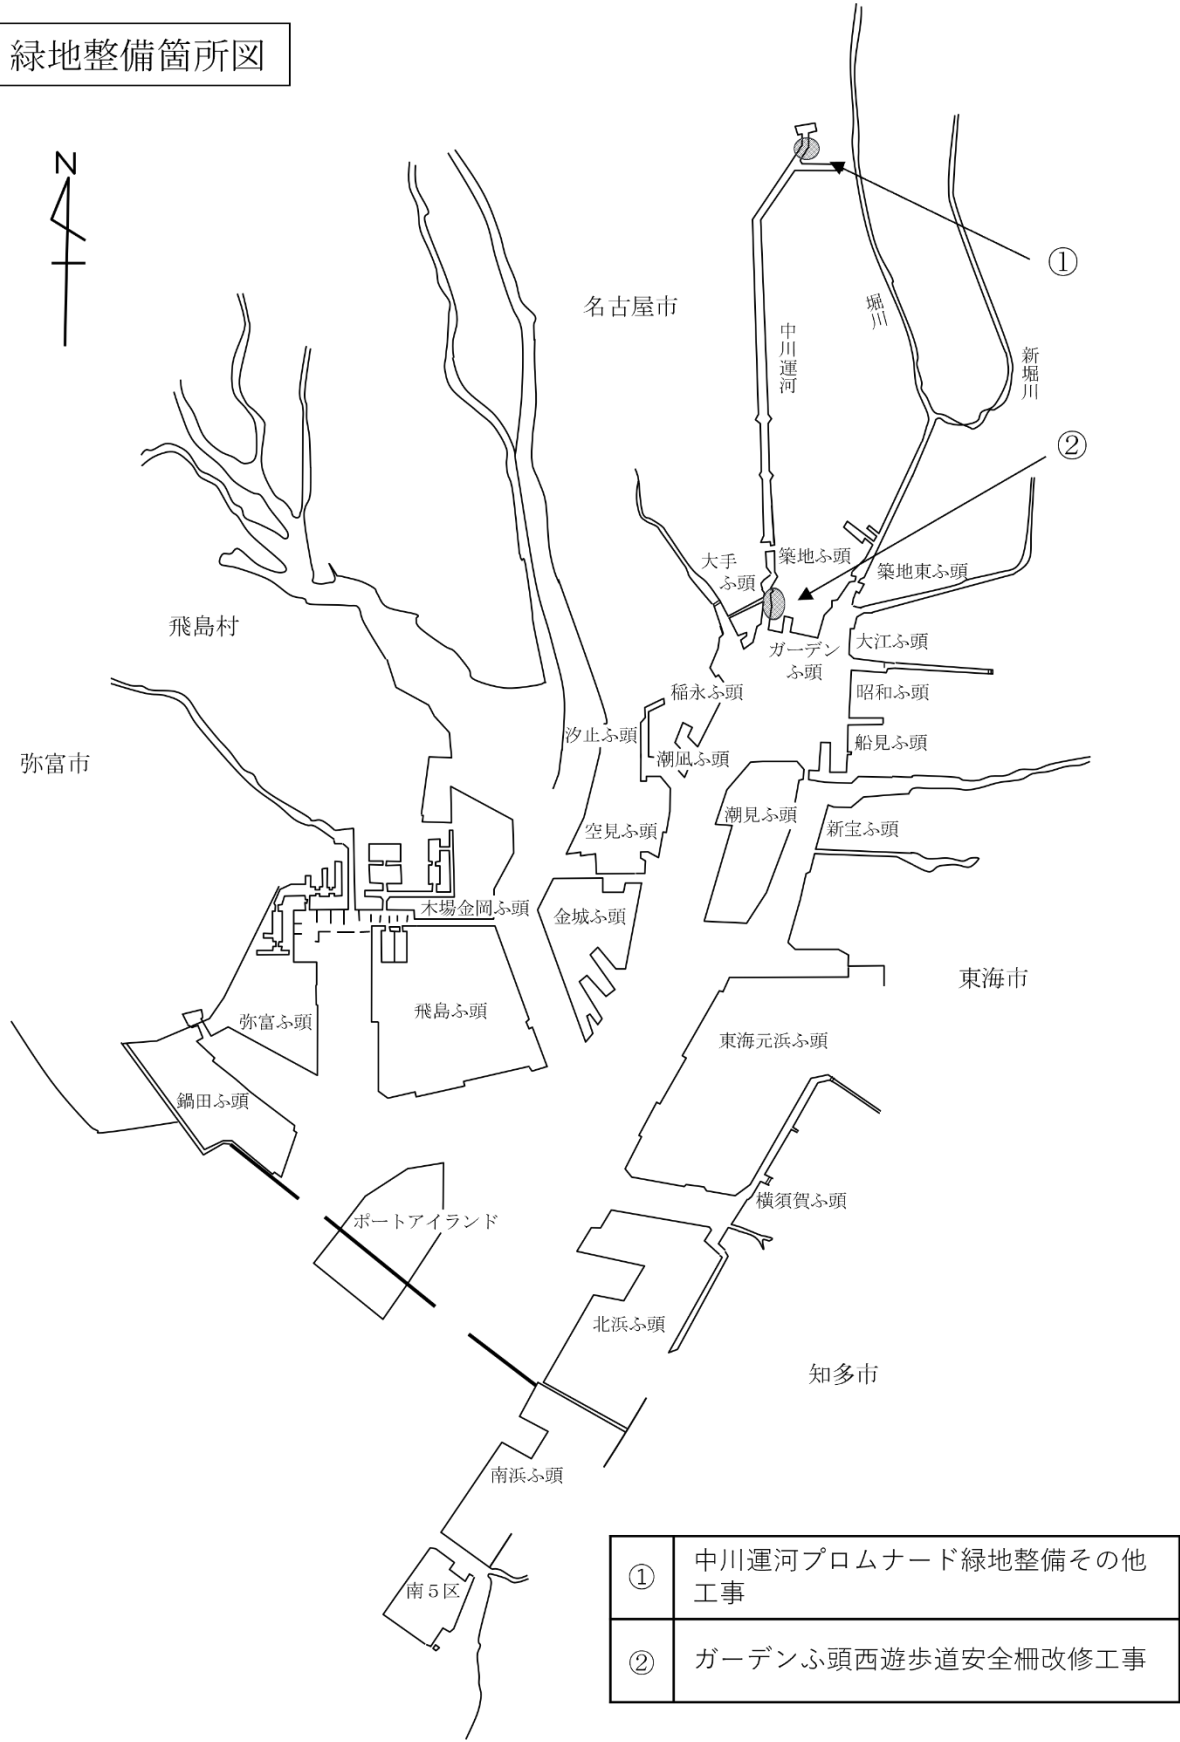 緑地整備箇所図
N
①
名古屋市
堀川
中川運河
新堀川
②
大手
ふ頭
築地ふ頭
築地東ふ頭
飛島村
ガーデン
ふ頭
大江ふ頭
稲永ふ頭
昭和ふ頭
汐止ふ頭
潮凪ふ頭
船見ふ頭
弥富市
潮見ふ頭
空見ふ頭
新宝ふ頭
木場金岡ふ頭
金城ふ頭
東海市
飛島ふ頭
弥富ふ頭
東海元浜ふ頭
鍋田ふ頭
横須賀ふ頭
ポートアイランド
北浜ふ頭
知多市
南浜ふ頭
南5区
①
中川運河プロムナード緑地整備その他
工事
②
ガーデンふ頭西遊歩道安全柵改修工事